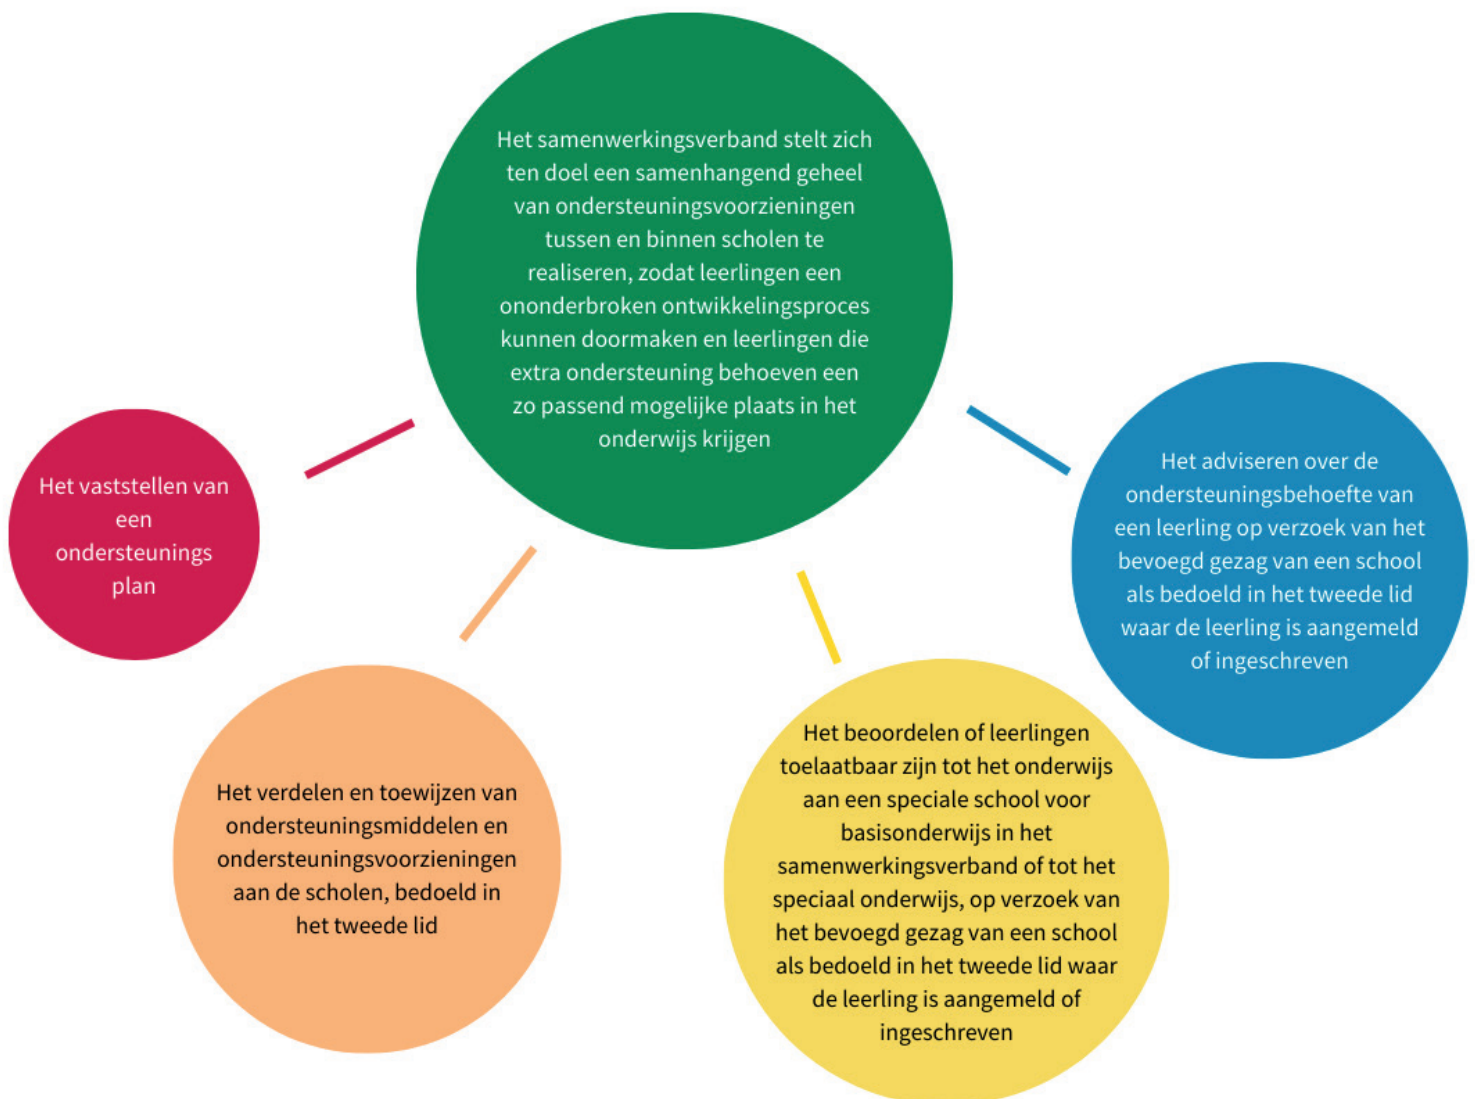 Het samenwerkingsverband stelt zich
ten doel een samenhangend geheel
van ondersteuningsvoorzieningen
tussen en binnen scholen te
realiseren, zodat leerlingen een
ononderbroken ontwikkelingsproces
kunnen doormaken en leerlingen die
extra ondersteuning behoeven een
zo passend mogelijke plaats in het
onderwijs krijgen
Het vaststellen van
een
ondersteunings
plan
Het verdelen en toewijzen van
ondersteuningsmiddelen en
ondersteuningsvoorzieningen
aan de scholen, bedoeld in
het tweede lid
Het beoordelen of leerlingen
toelaatbaar zijn tot het onderwijs
aan een speciale school voor
basisonderwijs in het
samenwerkingsverband of tot het
speciaal onderwijs, op verzoek van
het bevoegd gezag van een school
als bedoeld in het tweede lid waar
de leerling is aangemeld of
ingeschreven
Het adviseren over de
ondersteuningsbehoefte van
een leerling op verzoek van het
bevoegd gezag van een school
als bedoeld in het tweede lid
waar de leerling is aangemeld
of ingeschreven